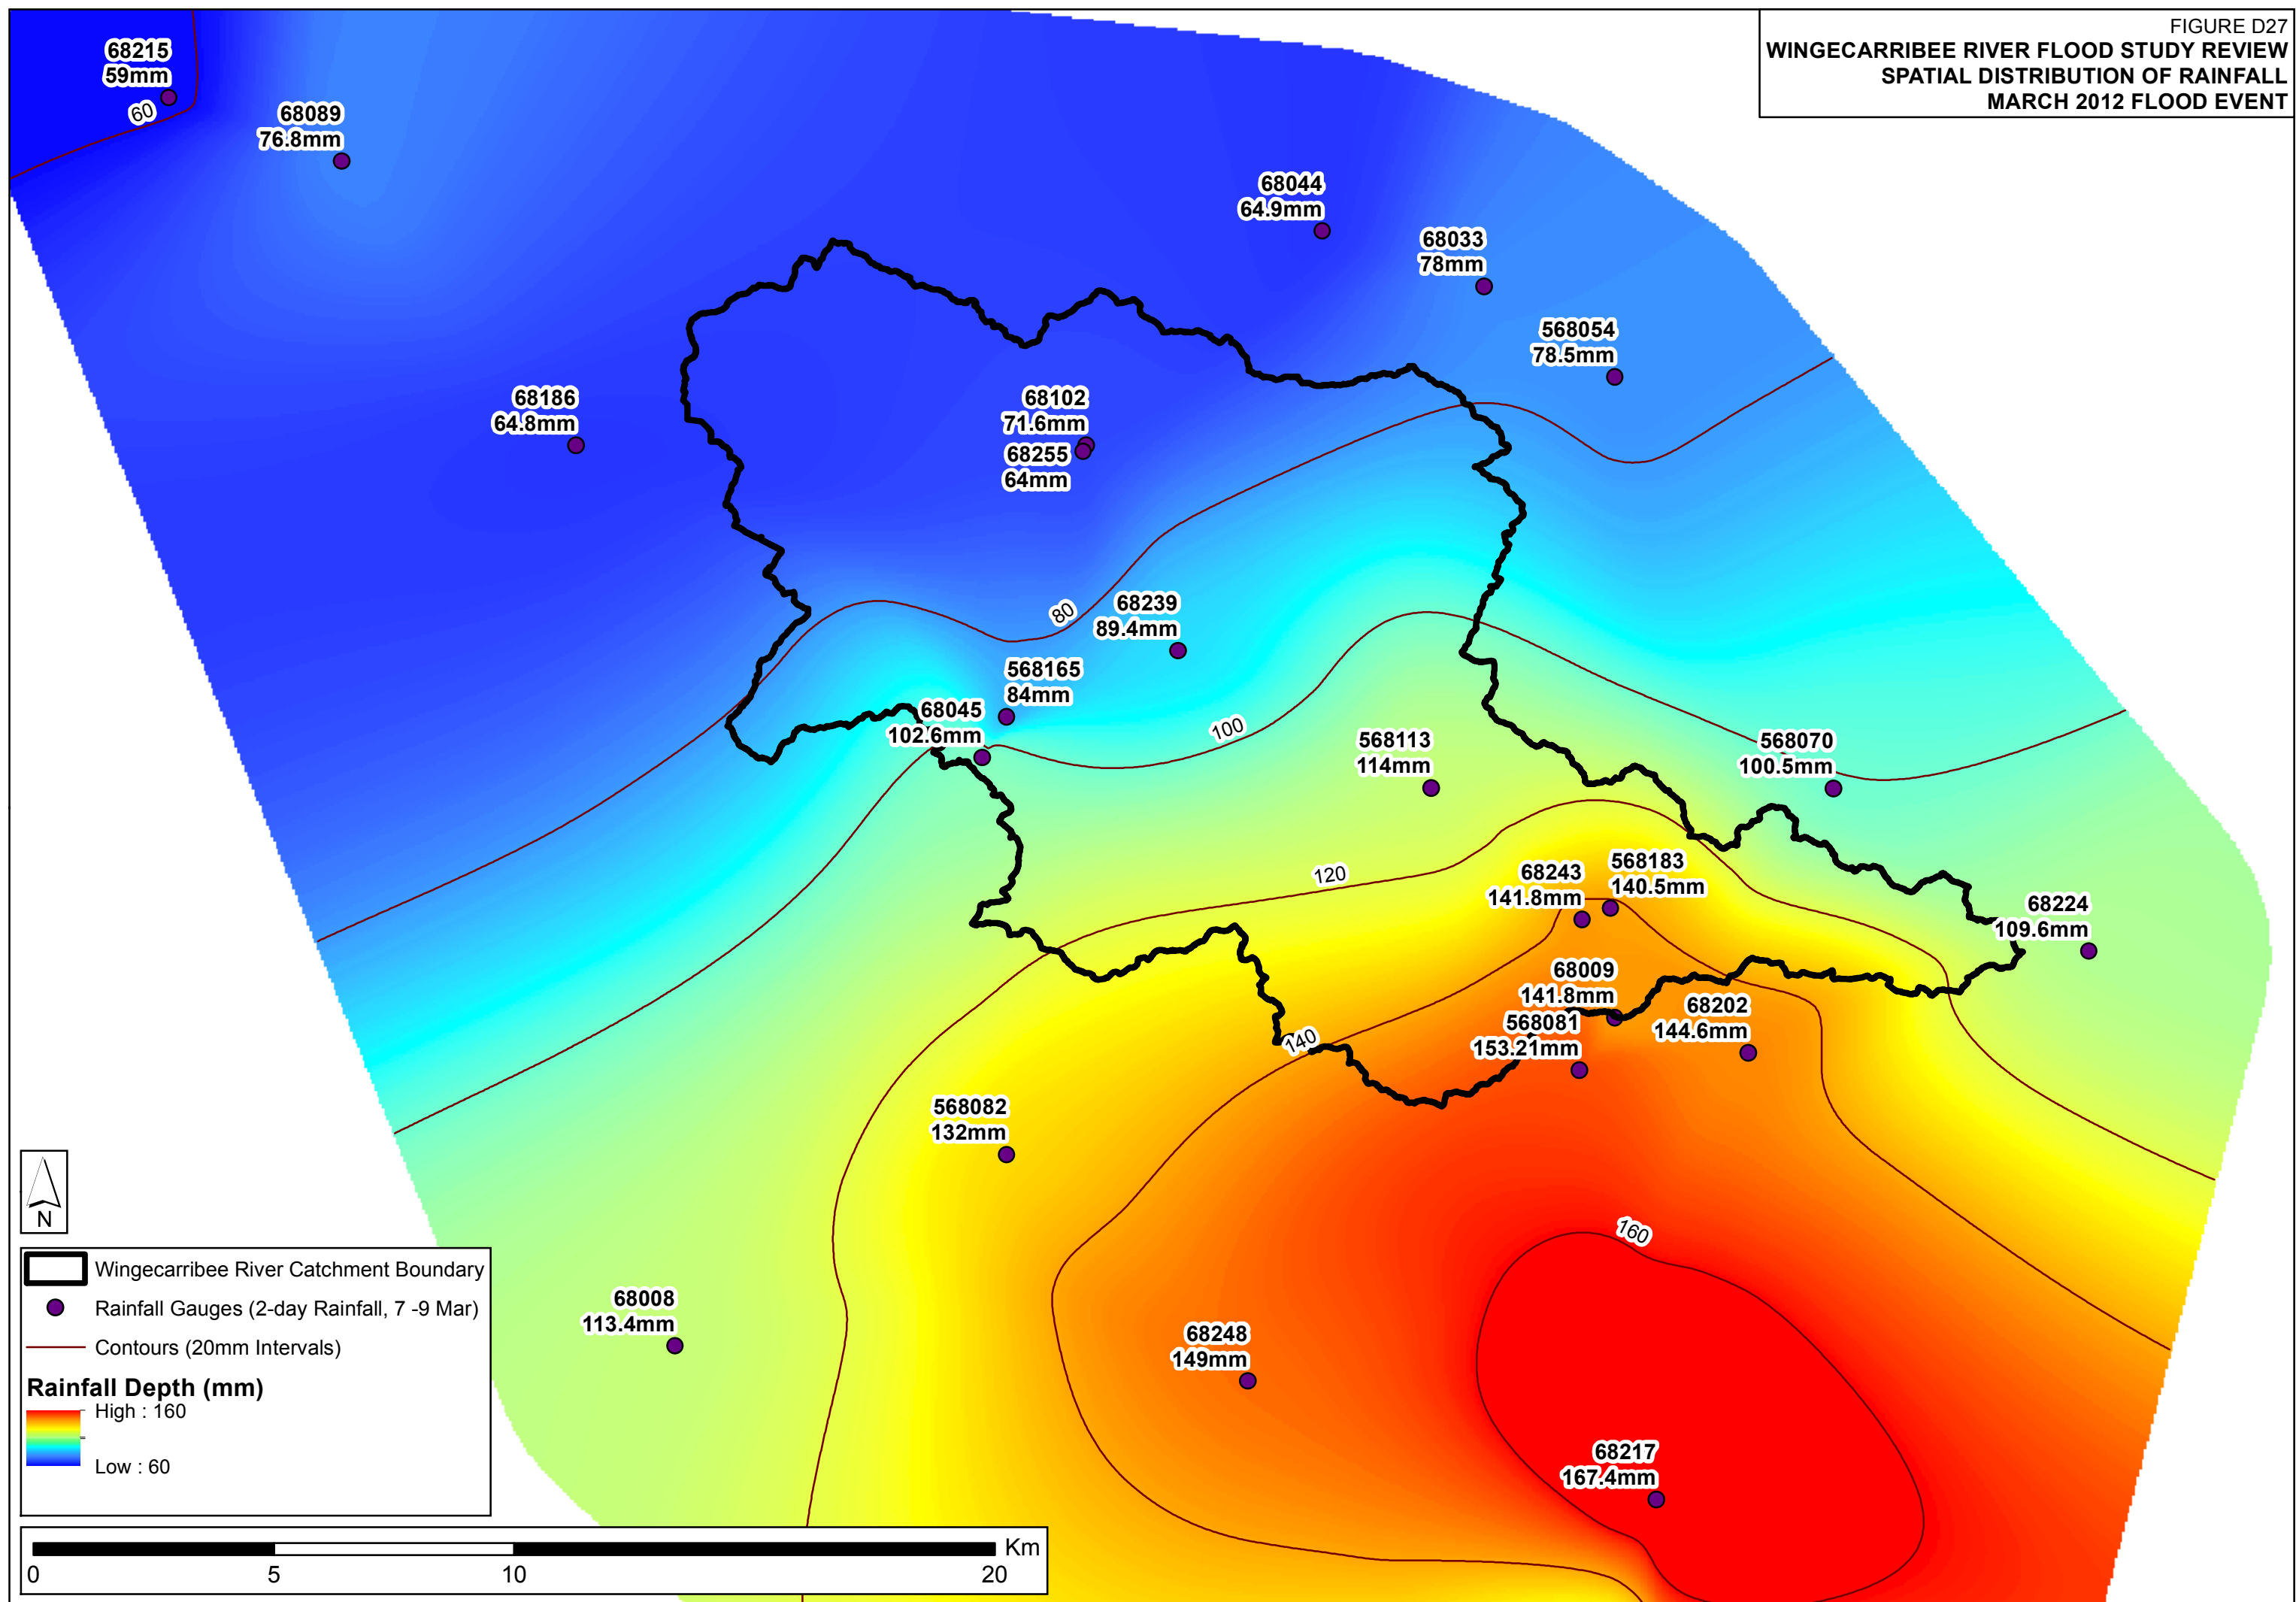 FIGURE D27
WINGECARRIBEE RIVER FLOOD STUDY REVIEW
SPATIAL DISTRIBUTION OF RAINFALL
MARCH 2012 FLOOD EVENT
68215
59mm
60
68089
76.8mm
68044
64.9mm
68033
78mm
568054
78.5mm
68186
64.8mm
68102
71.6mm
68255
64mm
80
68239
89.4mm
568165
84mm
68045
102.6mm
100
568113
114mm
568070
100.5mm
120
68243
141.8mm
568183
140.5mm
68224
109.6mm
68009
141.8mm
68202
144.6mm
568081
153.21mm
140
568082
132mm
160
68008
113.4mm
68248
149mm
68217
167.4mm
N
Wingecarribee River Catchment Boundary
Rainfall Gauges (2-day Rainfall, 7 -9 Mar)
Contours (20mm Intervals)
Rainfall Depth (mm)
High : 160
Low : 60
Km
0 5 10 20